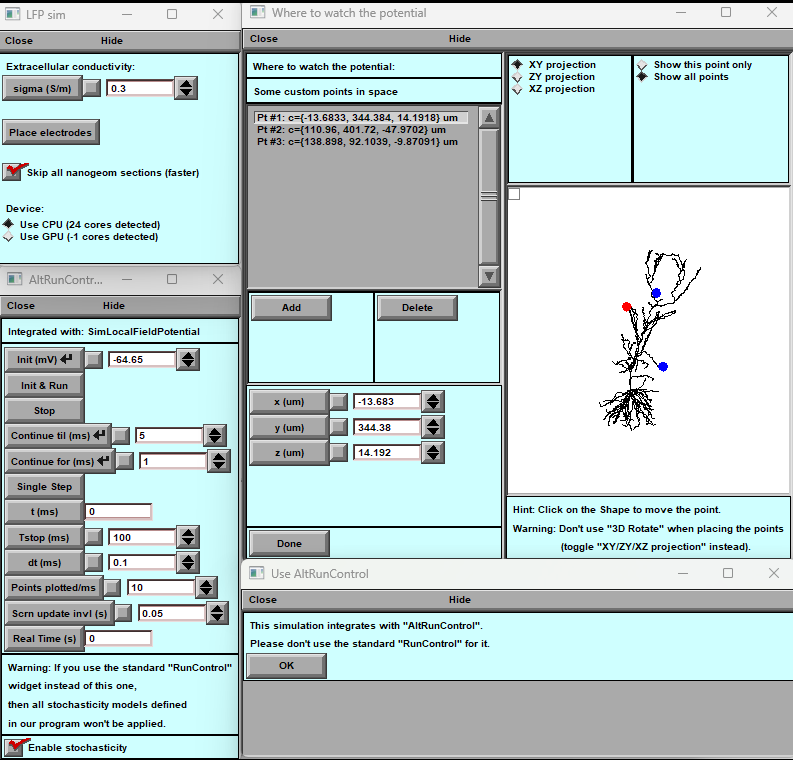 LFP sim
Close Hide
Extracellular conductivity:
sigma (S/m) 0.3
Place electrodes
Skip all nanogeom sections (faster)
Device:
Use CPU (24 cores detected)
Use GPU (-1 cores detected)
AltRunContr...
Close Hide
Integrated with: SimLocalFieldPotential
Init (mV) -64.65
Init & Run
Stop
Continue til (ms) 5
Continue for (ms) 1
Single Step
t (ms) 0
Tstop (ms) 100
dt (ms) 0.1
Points plotted/ms 10
Scrn update invl (s) 0.05
Real Time (s) 0
Warning: If you use the standard "RunControl"
widget instead of this one,
then all stochasticity models defined
in our program won't be applied.
Enable stochasticity
Where to watch the potential
Close Hide
Where to watch the potential:
Some custom points in space
Pt #1: c={-13.6833, 344.384, 14.1918} um
Pt #2: c={110.96, 401.72, -47.9702} um
Pt #3: c={138.898, 92.1039, -9.87091} um
Add Delete
x (um) -13.683
y (um) 344.38
z (um) 14.192
Done
XY projection
ZY projection
XZ projection
Show this point only
Show all points
Hint: Click on the Shape to move the point.
Warning: Don't use "3D Rotate" when placing the points
(toggle "XY/ZY/XZ projection" instead).
Use AltRunControl
Close Hide
This simulation integrates with "AltRunControl".
Please don't use the standard "RunControl" for it.
OK